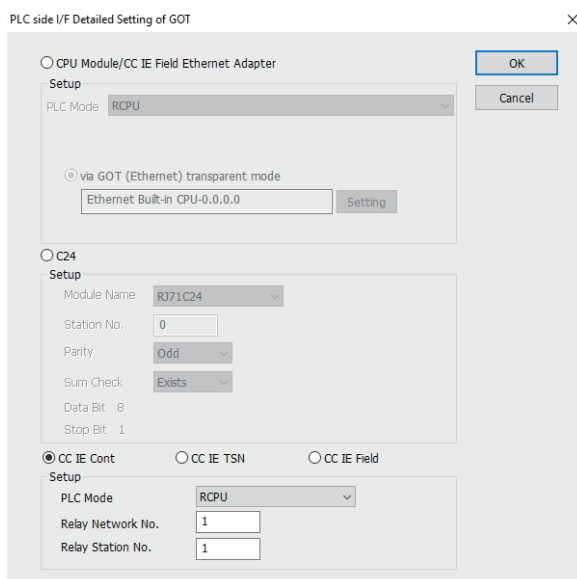 PLC side I/F Detailed Setting of GOT
CPU Module/CC IE Field Ethernet Adapter
OK
Setup
PLC Mode RCPU
Cancel
via GOT (Ethernet) transparent mode
Ethernet Built-in CPU-0.0.0.0 Setting
C24
Setup
Module Name RJ71C24
Station No. 0
Parity Odd
Sum Check Exists
Data Bit 8
Stop Bit 1
CC IE Cont CC IE TSN CC IE Field
Setup
PLC Mode RCPU
Relay Network No. 1
Relay Station No. 1